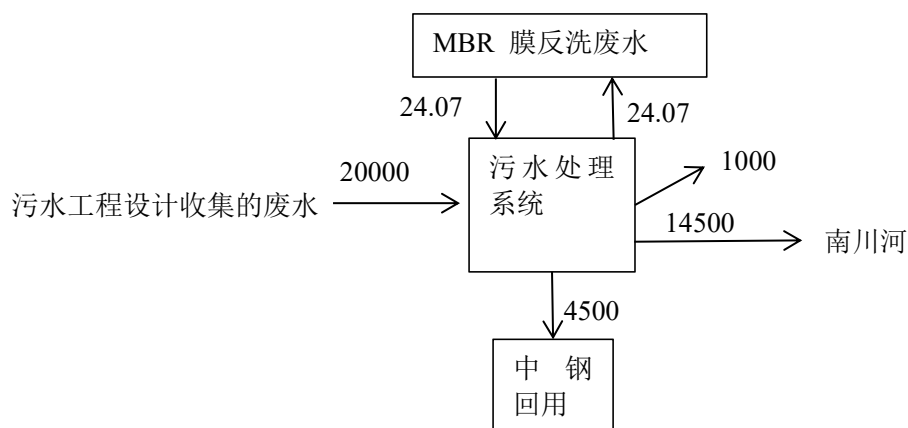 MBR 膜反洗废水
24.07
24.07
污水处理
系统
1000
20000
污水工程设计收集的废水
14500
南川河
4500
中 钢
回用